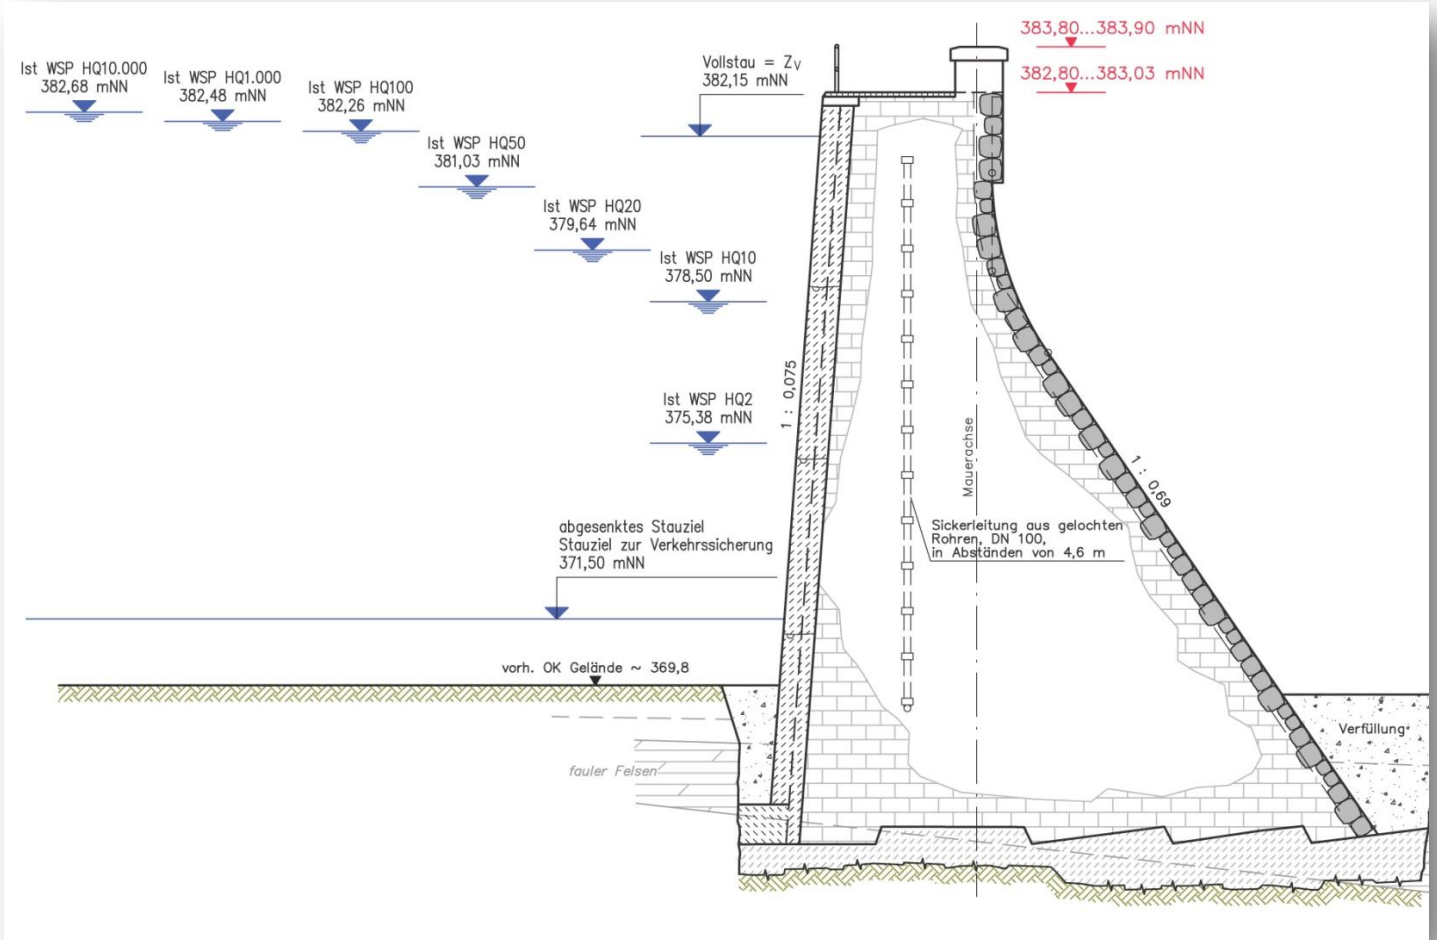 383,80...383,90 mNN
382,80...383,03 mNN
Ist WSP HQ10.000
382,68 mNN
Ist WSP HQ1.000
382,48 mNN
Ist WSP HQ100
382,26 mNN
Vollstau = Zv
382,15 mNN
Ist WSP HQ50
381,03 mNN
Ist WSP HQ20
379,64 mNN
Ist WSP HQ10
378,50 mNN
1 : 0,075
Ist WSP HQ2
375,38 mNN
Mauerachse
1 : 0,69
abgesenktes Stauziel
Stauziel zur Verkehrssicherung
371,50 mNN
Sickerleitung aus gelochten
Rohren, DN 100,
in Abständen von 4,6 m
vorh. OK Gelände ~ 369,8
Verfüllung
fauler Felsen